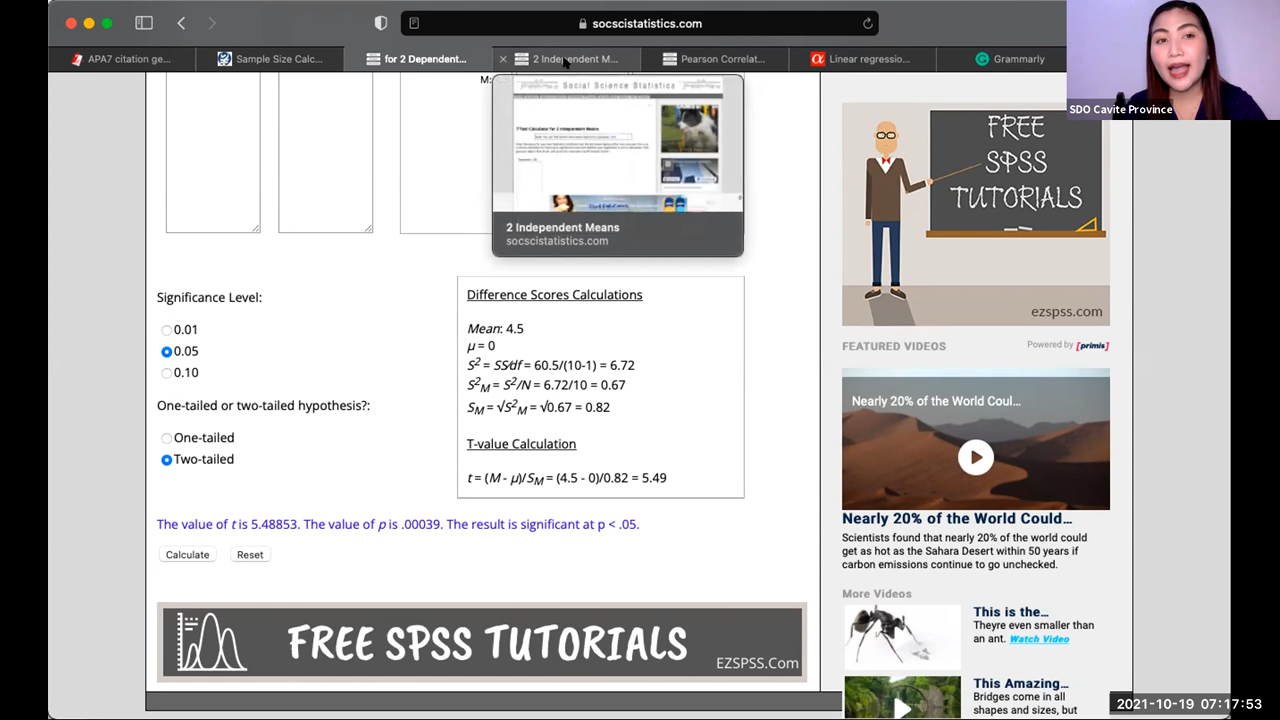 socscistatistics.com
APA7 citation ge...
Sample Size Calc...
for 2 Dependent...
2 Independent M...
Pearson Correlat...
Linear regressio...
Grammarly
SDO Cavite Province
M:
Social Science Statistics
2 Independent Means
socscistatistics.com
Significance Level:
0.01
0.05
0.10
One-tailed or two-tailed hypothesis?:
One-tailed
Two-tailed
Difference Scores Calculations
Mean: 4.5
μ = 0
S² = SS⁄df = 60.5/(10-1) = 6.72
S²M = S²/N = 6.72/10 = 0.67
SM = √S²M = √0.67 = 0.82
T-value Calculation
t = (M - μ)/SM = (4.5 - 0)/0.82 = 5.49
The value of t is 5.48853. The value of p is .00039. The result is significant at p < .05.
Calculate
Reset
FREE SPSS TUTORIALS
EZSPSS.Com
FREE
SPSS
TUTORIALS
ezspss.com
FEATURED VIDEOS
Powered by [primis]
Nearly 20% of the World Coul...
Nearly 20% of the World Could...
Scientists found that nearly 20% of the world could
get as hot as the Sahara Desert within 50 years if
carbon emissions continue to go unchecked.
More Videos
This is the...
Theyre even smaller than
an ant. Watch Video
This Amazing...
Bridges come in all
shapes and sizes, but
2021-10-19 07:17:53